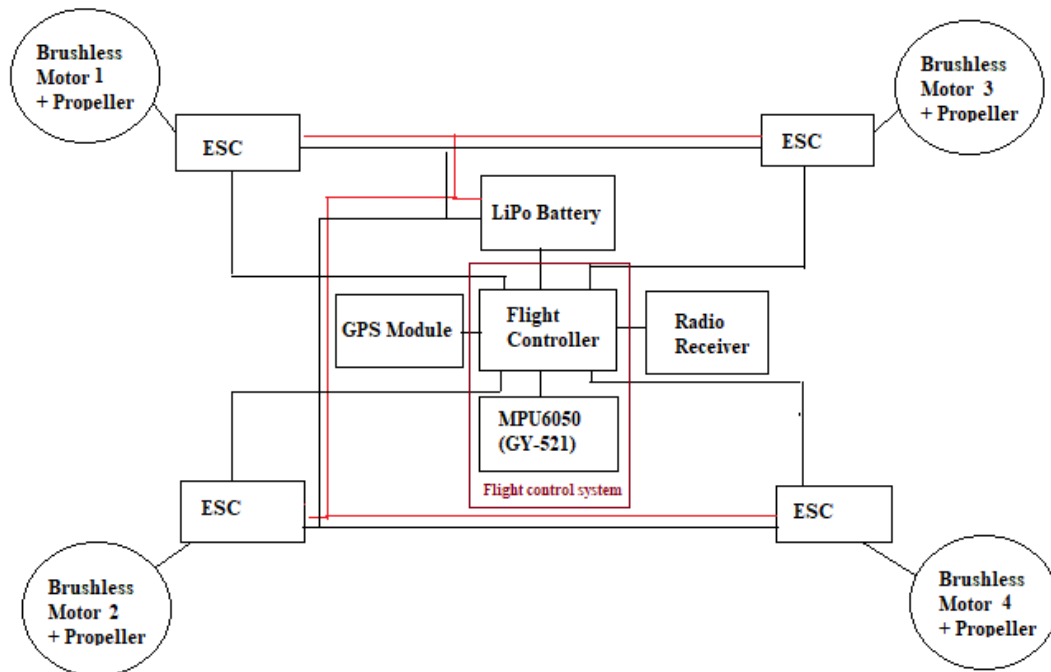 Brushless
Motor 1
+ Propeller
Brushless
Motor 3
+ Propeller
ESC
ESC
LiPo Battery
GPS Module
Flight
Controller
Radio
Receiver
MPU6050
(GY-521)
Flight control system
ESC
ESC
Brushless
Motor 2
+ Propeller
Brushless
Motor 4
+ Propeller